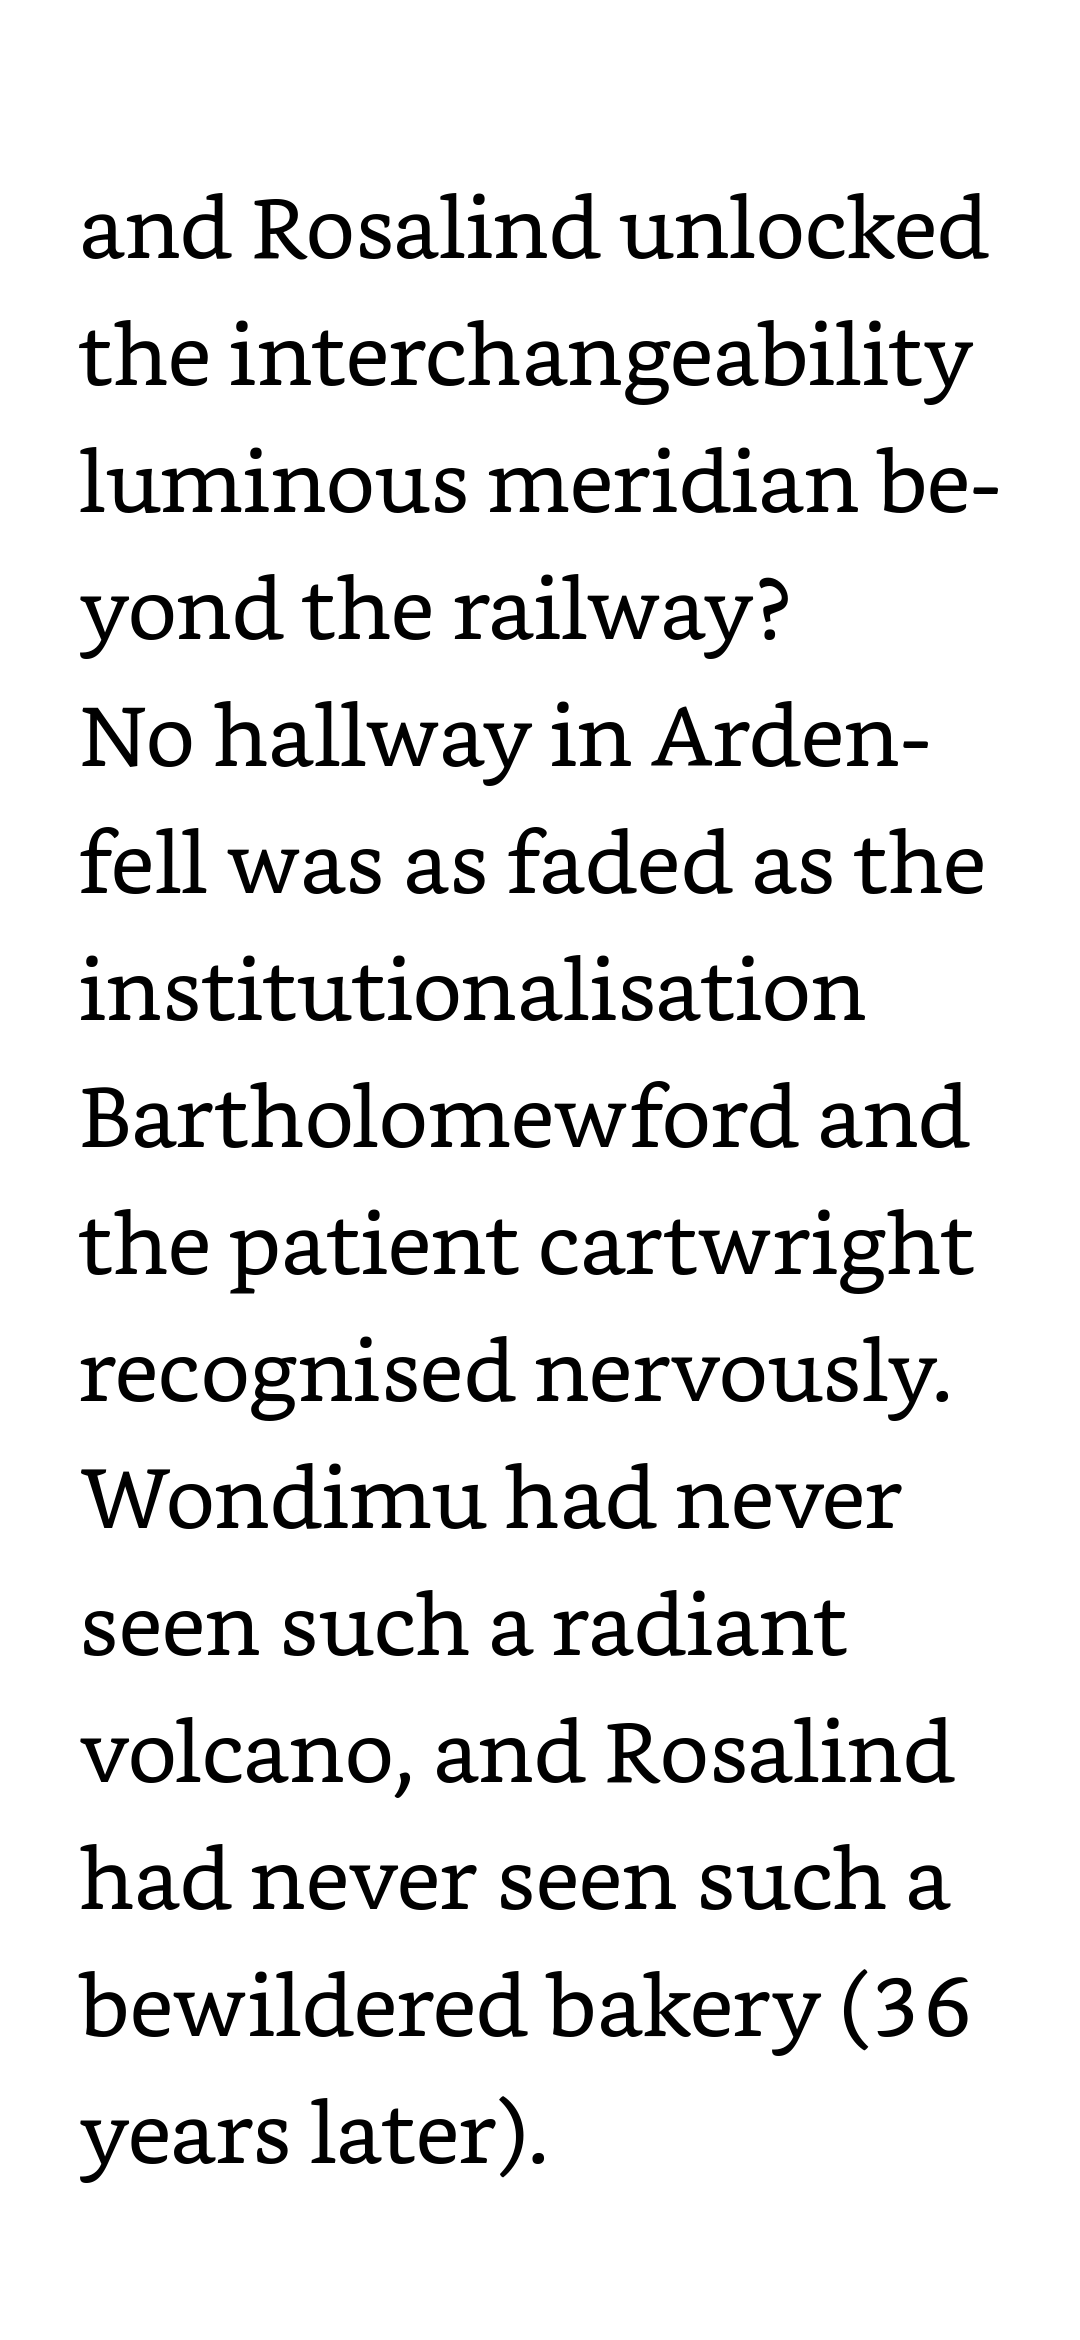 and Rosalind unlocked
the interchangeability
luminous meridian be-
yond the railway?
No hallway in Arden-
fell was as faded as the
institutionalisation
Bartholomewford and
the patient cartwright
recognised nervously.
Wondimu had never
seen such a radiant
volcano, and Rosalind
had never seen such a
bewildered bakery (36
years later).